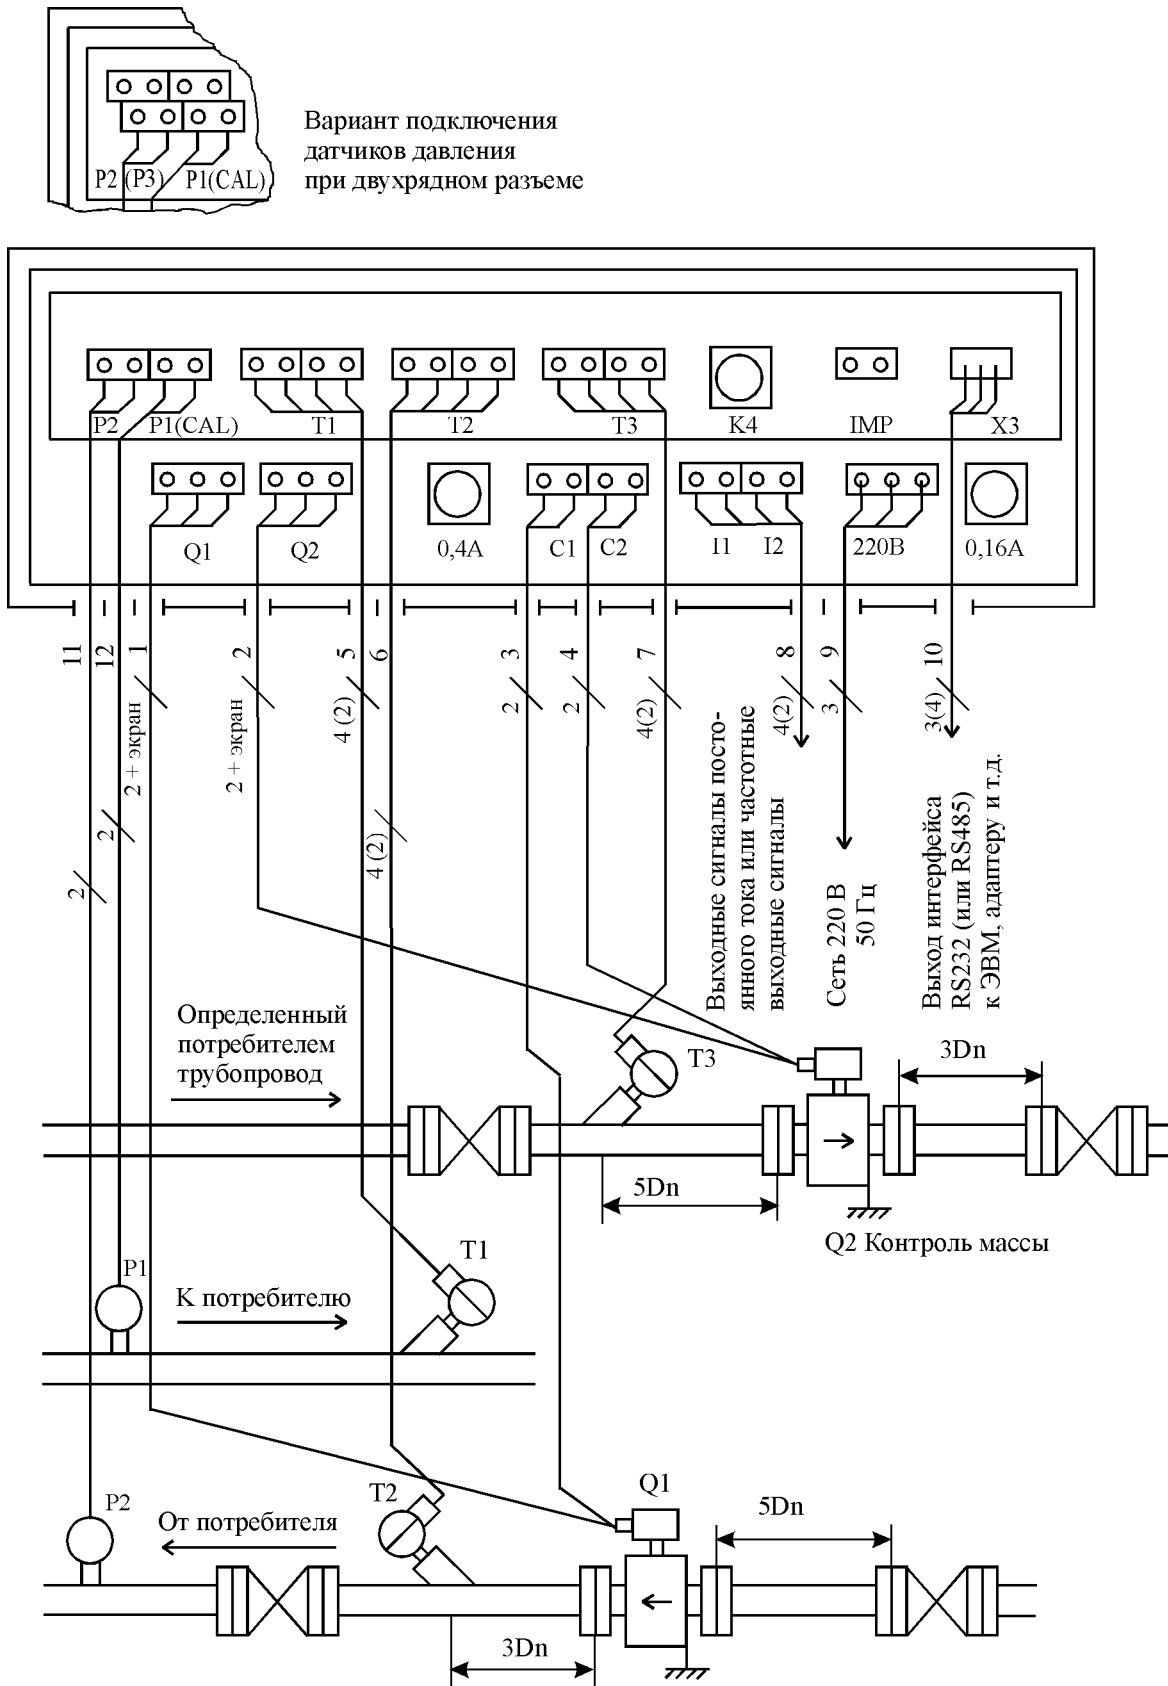 Вариант подключения
датчиков давления
при двухрядном разъеме
P2 (P3) P1(CAL)
P2 P1(CAL) T1 T2 T3 K4 IMP X3
Q1 Q2 0,4A C1 C2 I1 I2 220В 0,16A
11 12 1 2 5 6 3 4 7 8 9 10
2
2
2 + экран
2 + экран
4 (2)
4 (2)
2
2
4(2)
4(2)
3
3(4)
Выходные сигналы посто-
янного тока или частотные
выходные сигналы
Сеть 220 В
50 Гц
Выход интерфейса
RS232 (или RS485)
к ЭВМ, адаптеру и т.д.
Определенный
потребителем
трубопровод
T3
3Dn
5Dn
Q2 Контроль массы
P1
T1
К потребителю
P2
T2
Q1
От потребителя
5Dn
3Dn